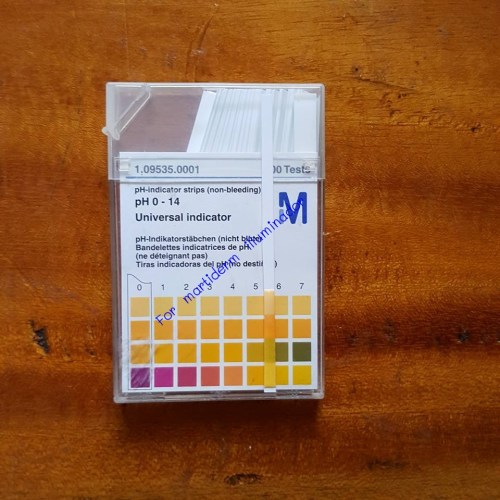 1,09535.0001
00 Tests
pH-indicator strips (non-bleeding)
pH 0 - 14
Universal indicator
M
pH-Indikatorstäbchen (nicht
Bandelettes indicatrices de pH
(ne déteignant pas)
Tiras indicadoras del pH (no
0 1 2 3 4 5 6 7
For martiderm illuminador